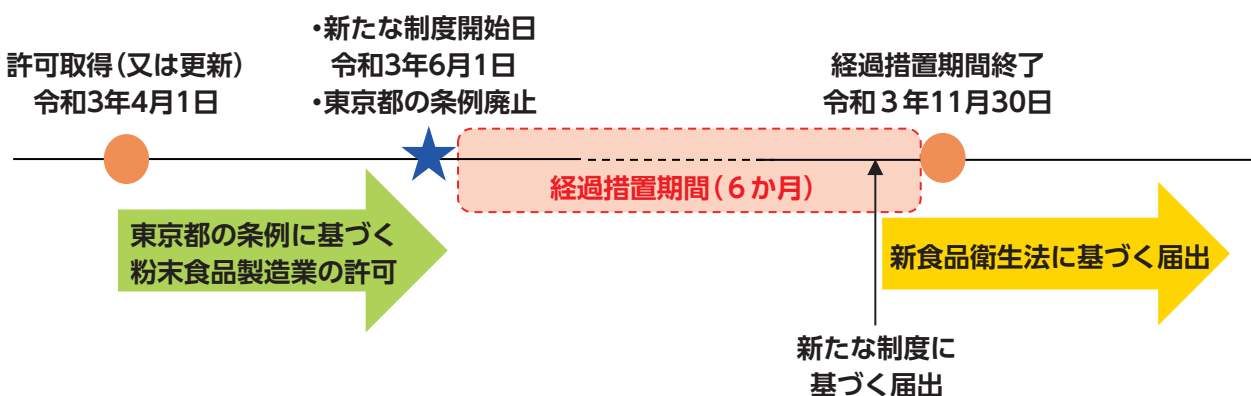 許可取得（又は更新）
令和3年4月1日
・新たな制度開始日
令和3年6月1日
・東京都の条例廃止
経過措置期間終了
令和３年11月30日
経過措置期間（６か月）
東京都の条例に基づく
粉末食品製造業の許可
新食品衛生法に基づく届出
新たな制度に
基づく届出